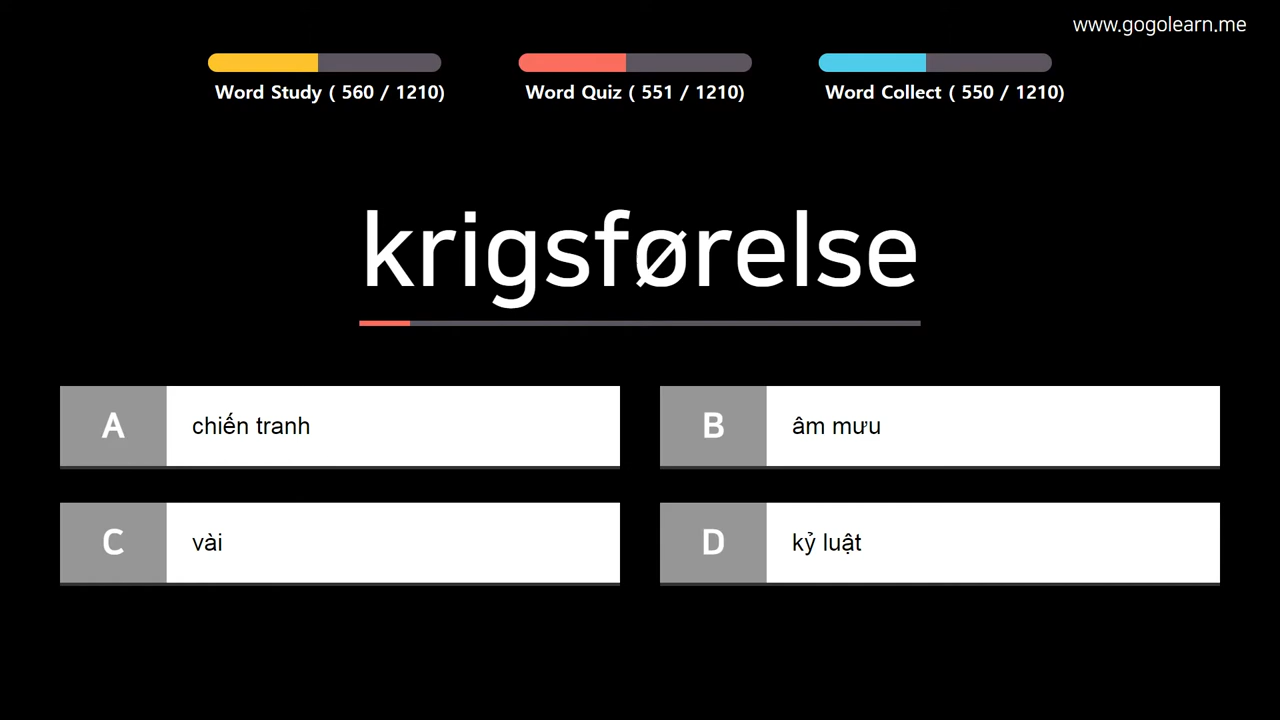 www.gogolearn.me
Word Study ( 560 / 1210)
Word Quiz ( 551 / 1210)
Word Collect ( 550 / 1210)
krigsførelse
A chiến tranh
B âm mưu
C vài
D kỷ luật